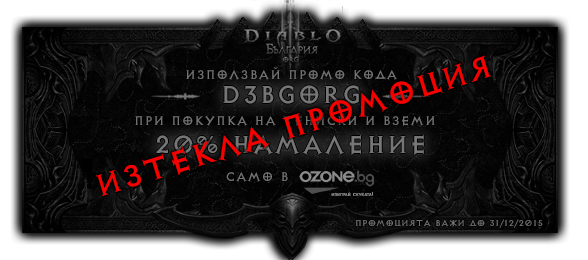 DIABLO
БЪЛГАРИЯ
ORG
ИЗПОЛЗВАЙ ПРОМО КОДА
D3BGORG
ПРИ ПОКУПКА НА И ВЗЕМИ
20% НАМАЛЕНИЕ
ИЗТЕКЛА ПРОМОЦИЯ
САМО В OZONE.bg
ПРОМОЦИЯТА ВАЖИ ДО 31/12/2015